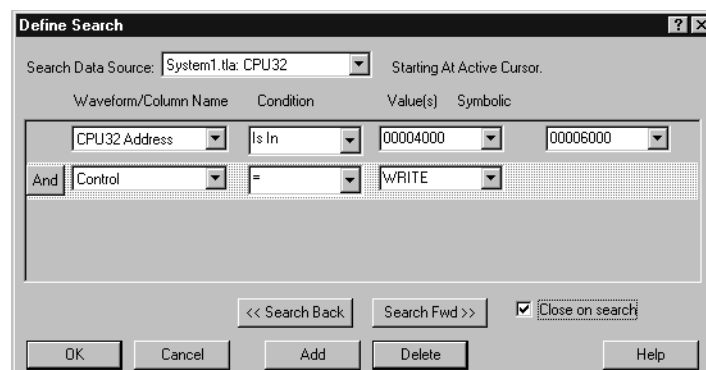 Define Search
Search Data Source: System1.tla: CPU32 Starting At Active Cursor.
Waveform/Column Name Condition Value(s) Symbolic
CPU32 Address Is In 00004000 00006000
And Control = WRITE
<< Search Back Search Fwd >> Close on search
OK Cancel Add Delete Help